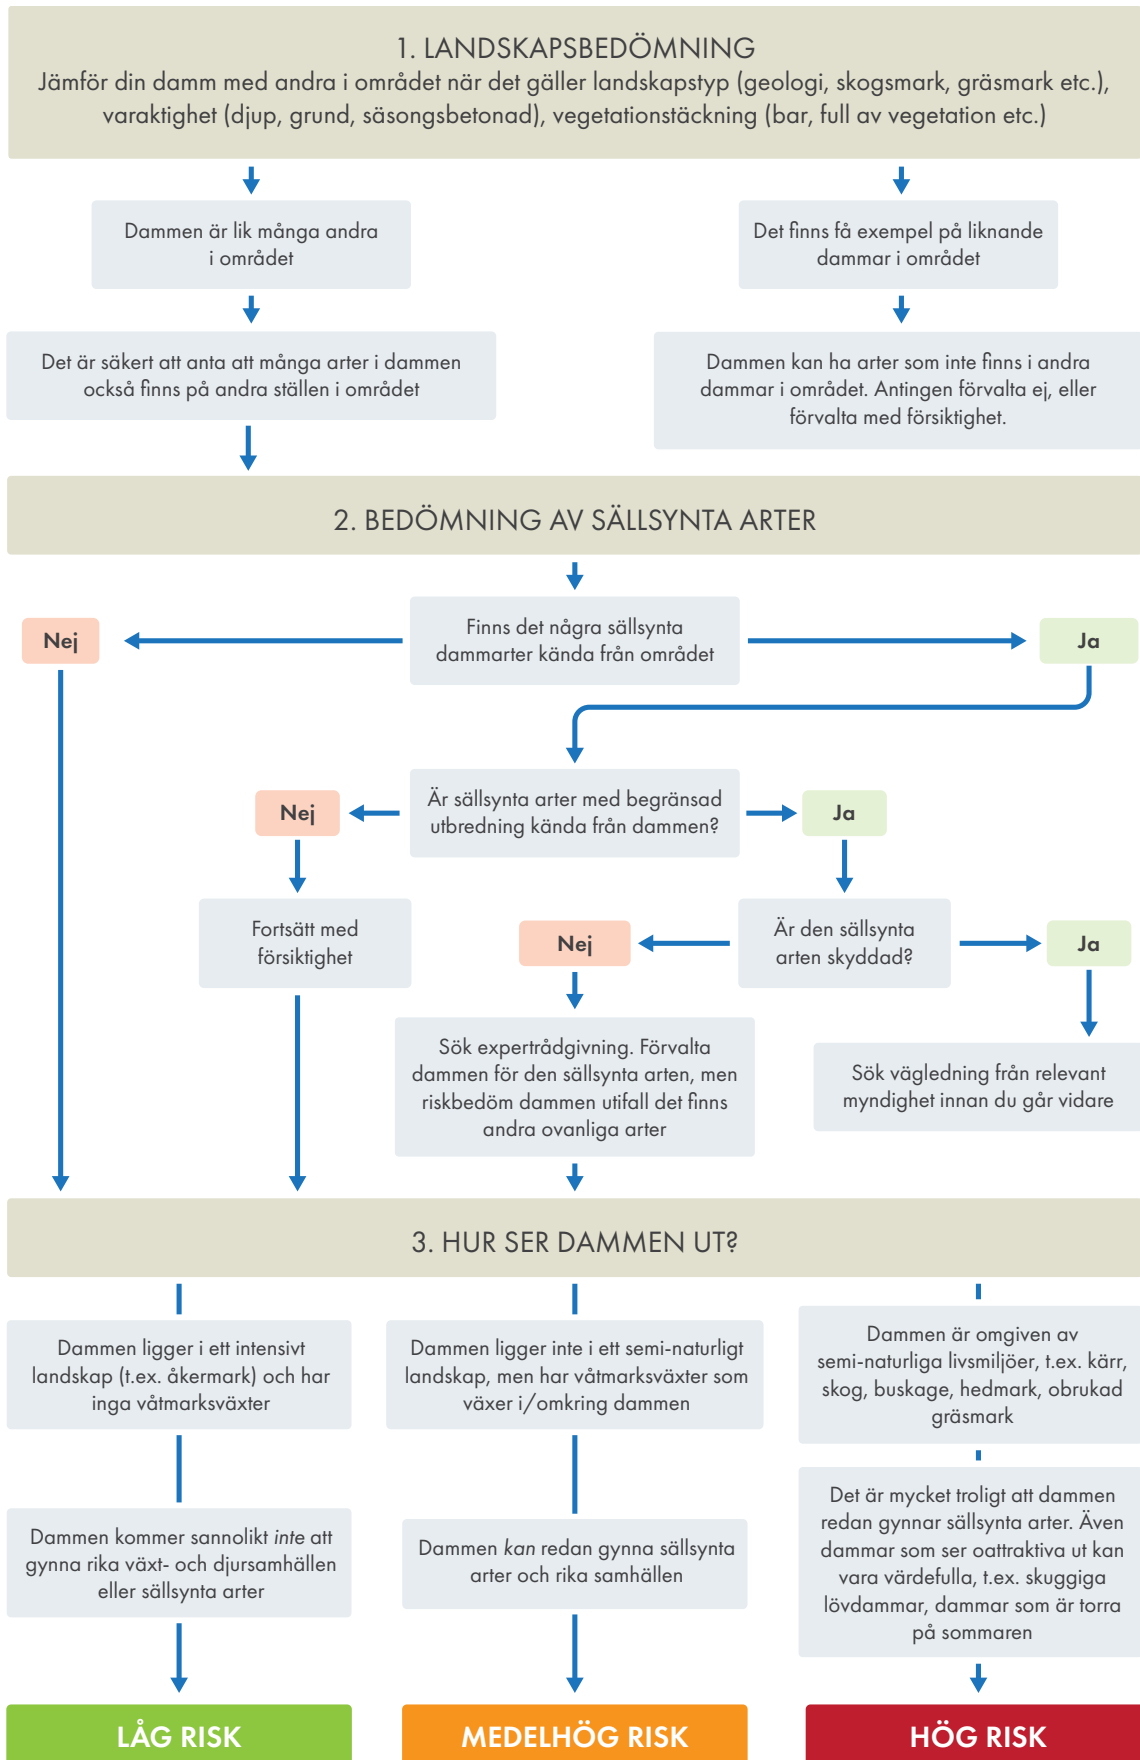 1. LANDSKAPSBEDÖMNING
Jämför din damm med andra i området när det gäller landskapstyp (geologi, skogsmark, gräsmark etc.),
varaktighet (djup, grund, säsongsbetonad), vegetationstäckning (bar, full av vegetation etc.)
Dammen är lik många andra
i området
Det finns få exempel på liknande
dammar i området
Det är säkert att anta att många arter i dammen
också finns på andra ställen i området
Dammen kan ha arter som inte finns i andra
dammar i området. Antingen förvalta ej, eller
förvalta med försiktighet.
2. BEDÖMNING AV SÄLLSYNTA ARTER
Nej
Finns det några sällsynta
dammarter kända från området
Ja
Nej
Är sällsynta arter med begränsad
utbredning kända från dammen?
Ja
Fortsätt med
försiktighet
Nej
Är den sällsynta
arten skyddad?
Ja
Sök expertrådgivning. Förvalta
dammen för den sällsynta arten, men
riskbedöm dammen utifall det finns
andra ovanliga arter
Sök vägledning från relevant
myndighet innan du går vidare
3. HUR SER DAMMEN UT?
Dammen ligger i ett intensivt
landskap (t.ex. åkermark) och har
inga våtmarksväxter
Dammen ligger inte i ett semi-naturligt
landskap, men har våtmarksväxter som
växer i/omkring dammen
Dammen är omgiven av
semi-naturliga livsmiljöer, t.ex. kärr,
skog, buskage, hedmark, obrukad
gräsmark
Dammen kommer sannolikt inte att
gynna rika växt- och djursamhällen
eller sällsynta arter
Dammen kan redan gynna sällsynta
arter och rika samhällen
Det är mycket troligt att dammen
redan gynnar sällsynta arter. Även
dammar som ser oattraktiva ut kan
vara värdefulla, t.ex. skuggiga
lövdammar, dammar som är torra
på sommaren
LÅG RISK
MEDELHÖG RISK
HÖG RISK